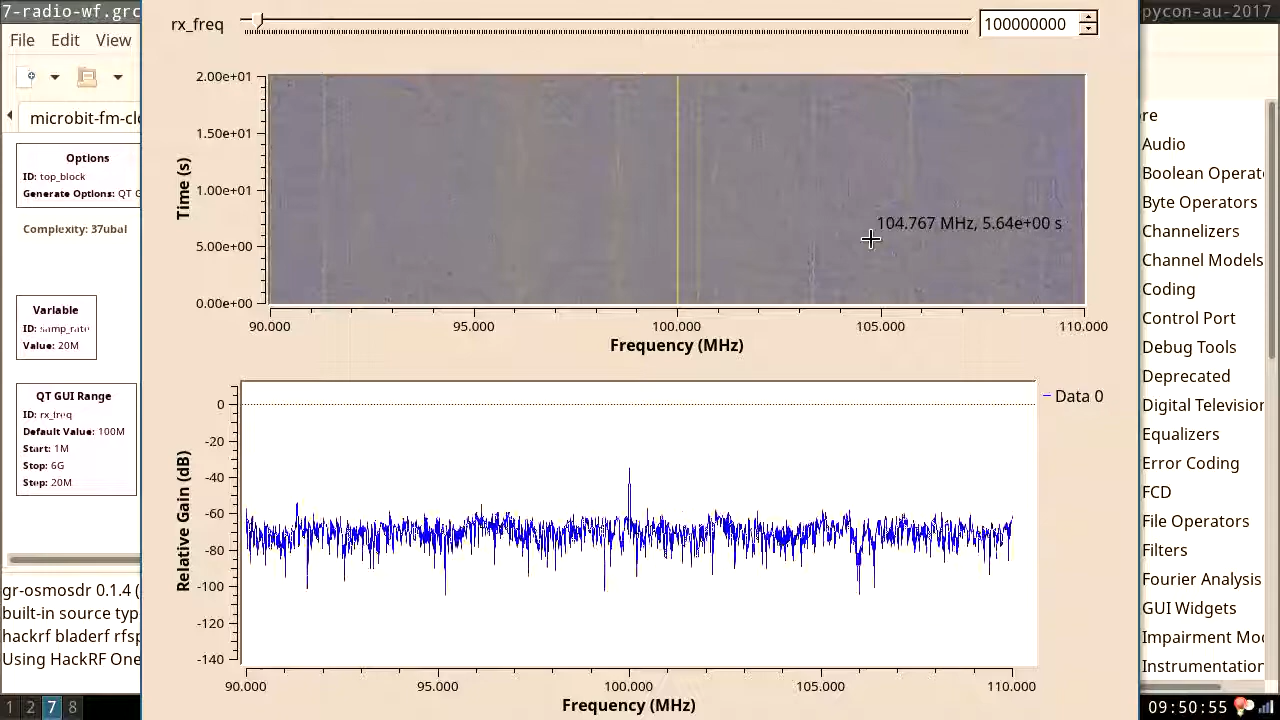 7-radio-wf.grc
pycon-au-2017
File Edit View
rx_freq
100000000
microbit-fm-clo
Options
ID: top_block
Generate Options: QT G
Complexity: 37ubal
Variable
ID: samp_rate
Value: 20M
QT GUI Range
ID: rx_freq
Default Value: 100M
Start: 1M
Stop: 6G
Step: 20M
gr-osmosdr 0.1.4 (
built-in source typ
hackrf bladerf rfsp
Using HackRF One
1 2 7 8
Time (s)
2.00e+01
1.50e+01
1.00e+01
5.00e+00
0.00e+00
104.767 MHz, 5.64e+00 s
90.000 95.000 100.000 105.000 110.000
Frequency (MHz)
Relative Gain (dB)
0
-20
-40
-60
-80
-100
-120
-140
Data 0
90.000 95.000 100.000 105.000 110.000
Frequency (MHz)
re
Audio
Boolean Operat
Byte Operators
Channelizers
Channel Models
Coding
Control Port
Debug Tools
Deprecated
Digital Television
Equalizers
Error Coding
FCD
File Operators
Filters
Fourier Analysis
GUI Widgets
Impairment Mod
Instrumentation
09:50:55